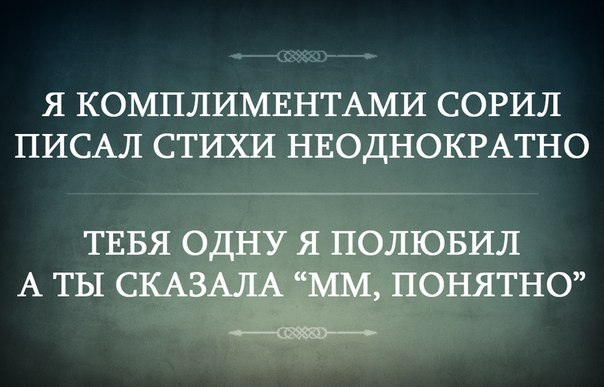 Я КОМПЛИМЕНТАМИ СОРИЛ
ПИСАЛ СТИХИ НЕОДНОКРАТНО
ТЕБЯ ОДНУ Я ПОЛЮБИЛ
А ТЫ СКАЗАЛА “ММ, ПОНЯТНО”